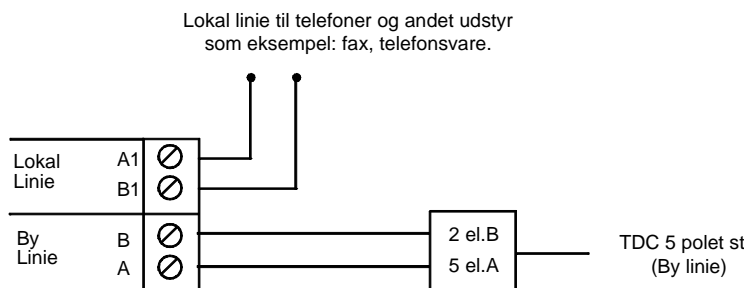 Lokal linie til telefoner og andet udstyr
som eksempel: fax, telefonsvare.
Lokal
Linie
A1
B1
By
Linie
B
A
2 el.B
5 el.A
TDC 5 polet st
(By linie)